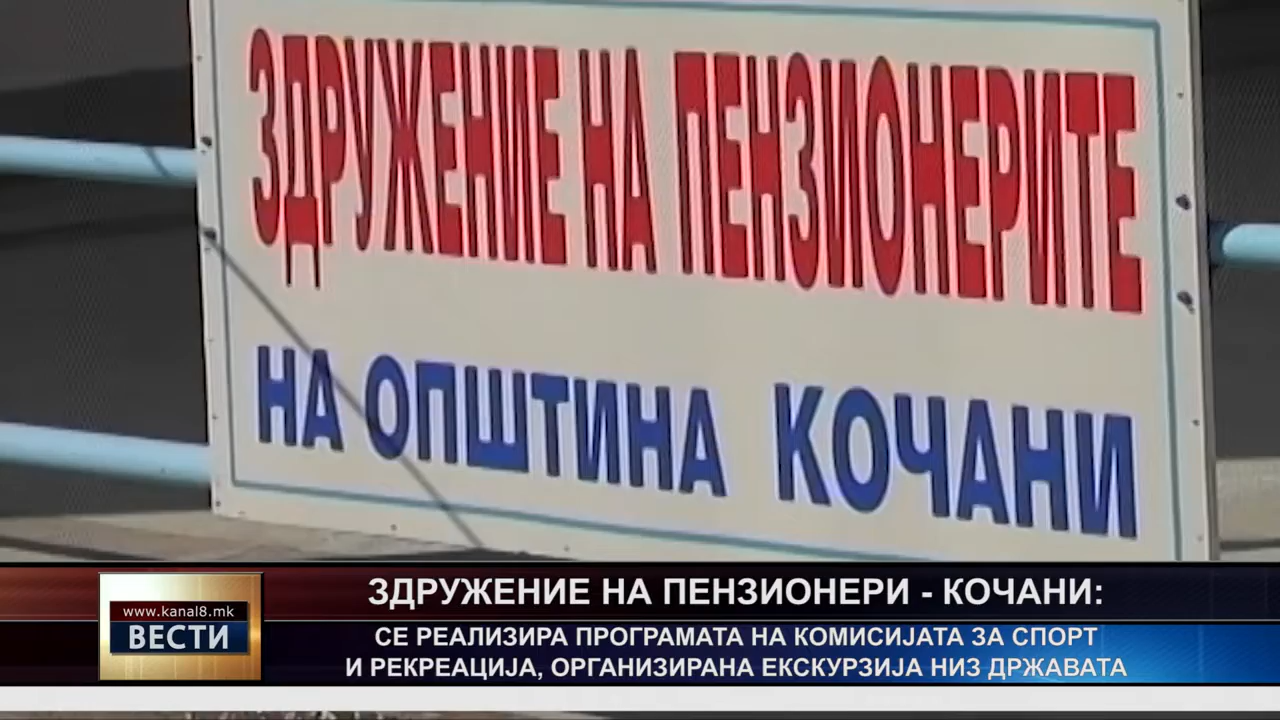 ЗДРУЖЕНИЕ НА ПЕНЗИОНЕРИТЕ
НА ОПШТИНА КОЧАНИ
ЗДРУЖЕНИЕ НА ПЕНЗИОНЕРИ - КОЧАНИ:
www.kanal8.mk
ВЕСТИ
СЕ РЕАЛИЗИРА ПРОГРАМАТА НА КОМИСИЈАТА ЗА СПОРТ
И РЕКРЕАЦИЈА, ОРГАНИЗИРАНА ЕКСКУРЗИЈА НИЗ ДРЖАВАТА